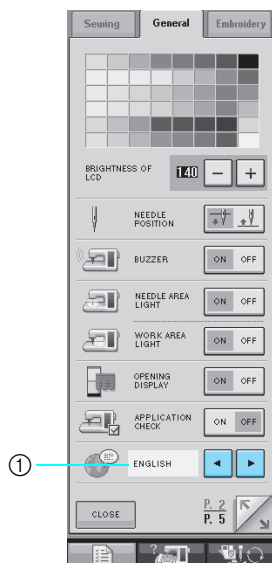 Sewing General Embroidery
BRIGHTNESS OF
LCD
140 − +
NEEDLE
POSITION
BUZZER
ON OFF
NEEDLE AREA
LIGHT
ON OFF
WORK AREA
LIGHT
ON OFF
OPENING
DISPLAY
ON OFF
APPLICATION
CHECK
ON OFF
① ENGLISH
CLOSE
P. 2
P. 5
?